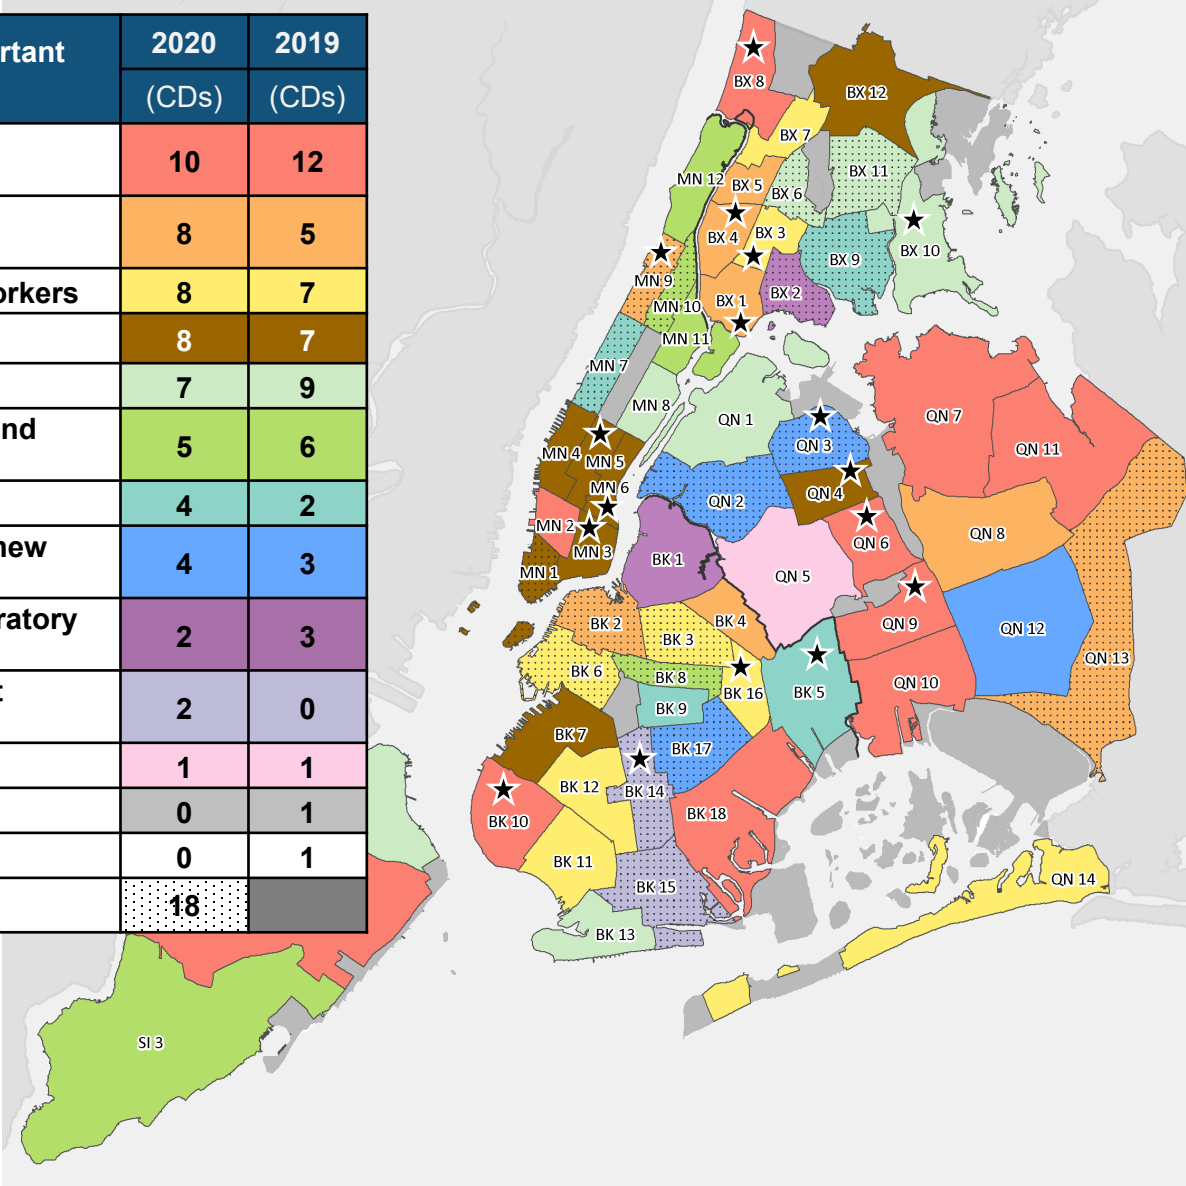 rtant
2020
2019
(CDs)
(CDs)
10
12
8
5
orkers
8
7
8
7
7
9
nd
5
6
4
2
new
4
3
ratory
2
3
t
2
0
1
1
0
1
0
1
18
BX 8
BX 12
BX 7
MN 12
BX 5
BX 6
BX 11
BX 4
BX 3
BX 10
BX 9
MN 9
BX 2
BX 1
MN 10
MN 11
MN 7
MN 8
QN 1
QN 7
QN 11
QN 3
MN 4
MN 5
MN 6
QN 4
QN 2
MN 2
QN 6
QN 8
MN 3
BK 1
MN 1
QN 5
BK 2
BK 4
QN 9
QN 12
BK 3
QN 13
BK 6
BK 8
BK 16
BK 5
QN 10
BK 9
BK 7
BK 17
BK 12
BK 14
BK 10
BK 18
BK 11
BK 15
QN 14
BK 13
SI 3